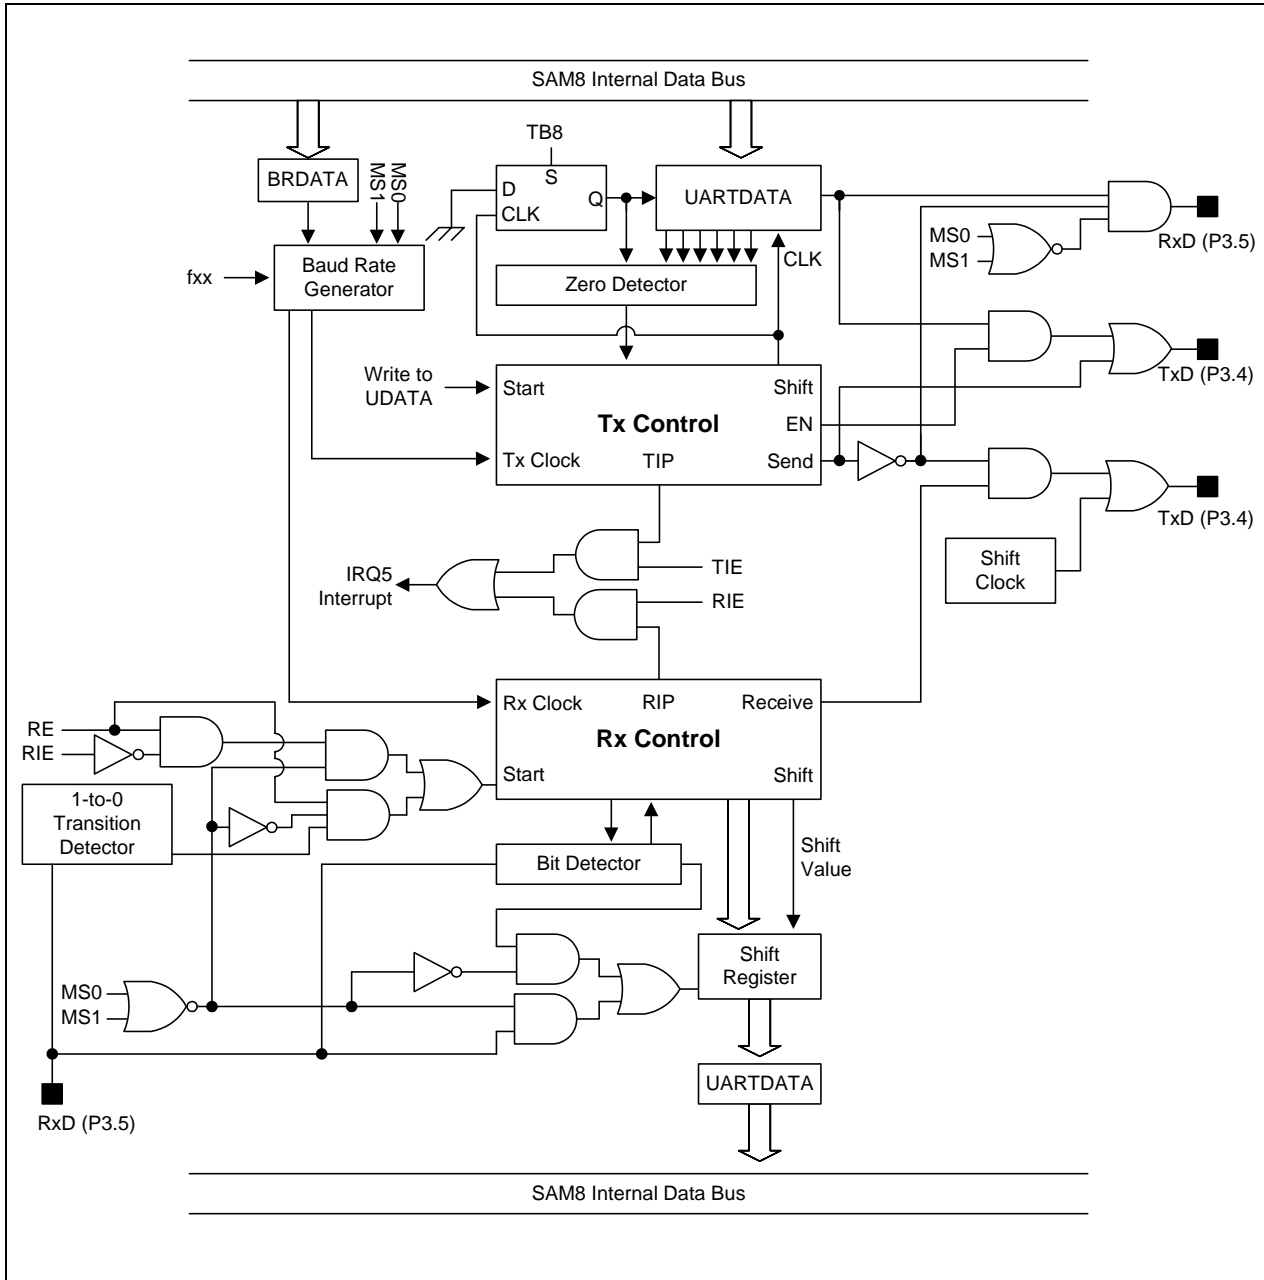 SAM8 Internal Data Bus
TB8
BRDATA
MS1
MS0
S
D
Q
CLK
UARTDATA
MS0
MS1
RxD (P3.5)
fxx
Baud Rate
Generator
Zero Detector
CLK
Write to
UDATA
Start
Shift
Tx Control
EN
Tx Clock
TIP
Send
TxD (P3.4)
TxD (P3.4)
Shift
Clock
IRQ5
Interrupt
TIE
RIE
Rx Clock
RIP
Receive
Rx Control
Start
Shift
RE
RIE
1-to-0
Transition
Detector
Bit Detector
Shift
Value
Shift
Register
MS0
MS1
UARTDATA
RxD (P3.5)
SAM8 Internal Data Bus